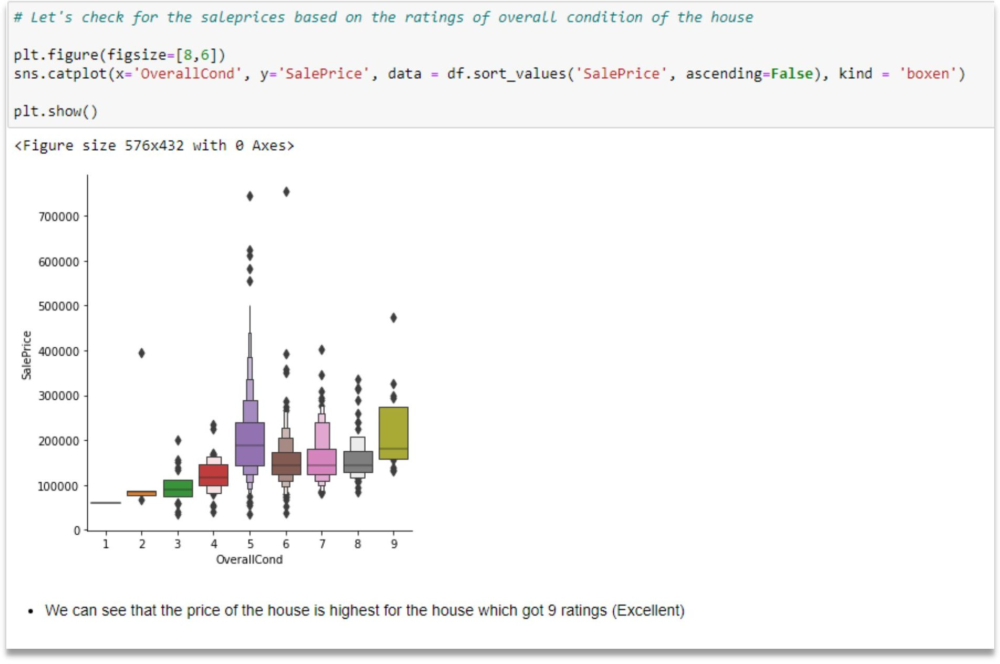 # Let's check for the saleprices based on the ratings of overall condition of the house
plt.figure(figsize=[8,6])
sns.catplot(x='OverallCond', y='SalePrice', data = df.sort_values('SalePrice', ascending=False), kind = 'boxen')
plt.show()
<Figure size 576x432 with 0 Axes>
700000
600000
500000
400000
300000
200000
100000
0
SalePrice
1 2 3 4 5 6 7 8 9
OverallCond
• We can see that the price of the house is highest for the house which got 9 ratings (Excellent)